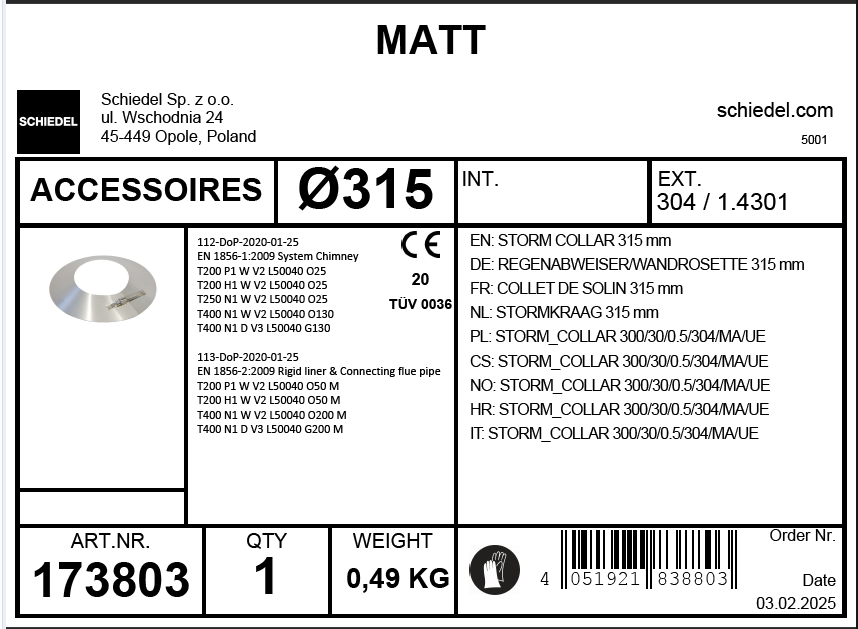 MATT
SCHIEDEL
Schiedel Sp. z o.o.
ul. Wschodnia 24
45-449 Opole, Poland
schiedel.com
5001
ACCESSOIRES
Ø315
INT.
EXT.
304 / 1.4301
112-DoP-2020-01-25
EN 1856-1:2009 System Chimney
T200 P1 W V2 L50040 O25
T200 H1 W V2 L50040 O25
T250 N1 W V2 L50040 O25
T400 N1 W V2 L50040 O130
T400 N1 D V3 L50040 G130
113-DoP-2020-01-25
EN 1856-2:2009 Rigid liner & Connecting flue pipe
T200 P1 W V2 L50040 O50 M
T200 H1 W V2 L50040 O50 M
T400 N1 W V2 L50040 O200 M
T400 N1 D V3 L50040 G200 M
CE
20
TÜV 0036
EN: STORM COLLAR 315 mm
DE: REGENABWEISER/WANDROSETTE 315 mm
FR: COLLET DE SOLIN 315 mm
NL: STORMKRAAG 315 mm
PL: STORM_COLLAR 300/30/0.5/304/MA/UE
CS: STORM_COLLAR 300/30/0.5/304/MA/UE
NO: STORM_COLLAR 300/30/0.5/304/MA/UE
HR: STORM_COLLAR 300/30/0.5/304/MA/UE
IT: STORM_COLLAR 300/30/0.5/304/MA/UE
ART.NR.
173803
QTY
1
WEIGHT
0,49 KG
4 051921 838803
Order Nr.
Date
03.02.2025